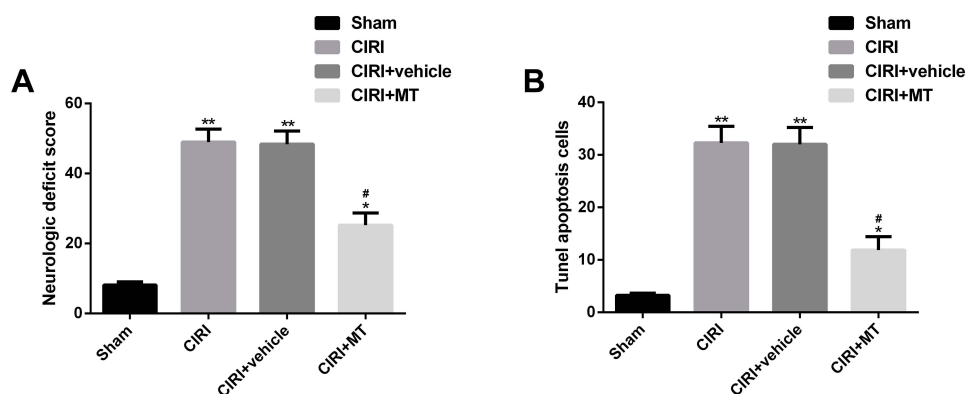 Sham
CIRI
CIRI+vehicle
CIRI+MT
A
Neurologic deficit score
60
40
20
0
**
**
#
*
Sham
CIRI
CIRI+vehicle
CIRI+MT
Sham
CIRI
CIRI+vehicle
CIRI+MT
B
Tunel apoptosis cells
40
30
20
10
0
**
**
#
*
Sham
CIRI
CIRI+vehicle
CIRI+MT